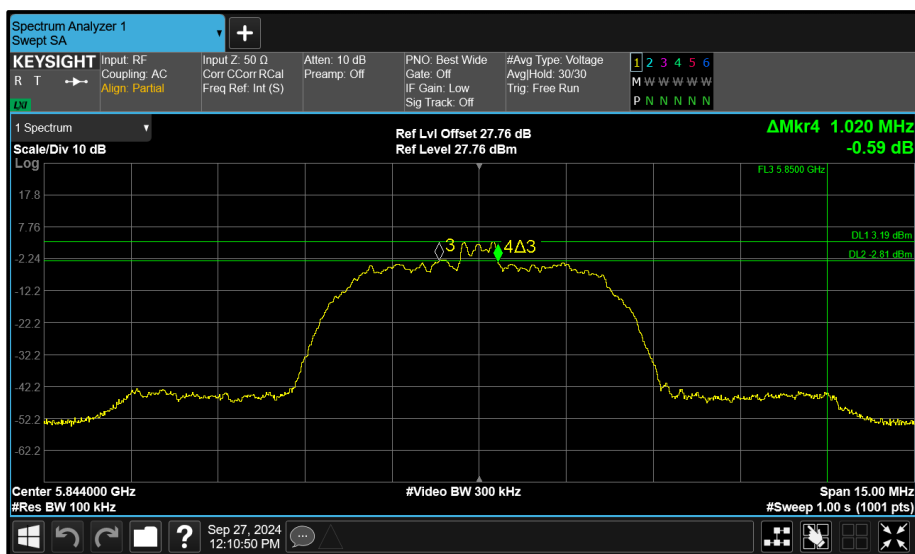 Spectrum Analyzer 1
Swept SA
+
KEYSIGHT
R T
LXI
Input: RF
Coupling: AC
Align: Partial
Input Z: 50 Ω
Corr CCorr RCal
Freq Ref: Int (S)
Atten: 10 dB
Preamp: Off
PNO: Best Wide
Gate: Off
IF Gain: Low
Sig Track: Off
#Avg Type: Voltage
Avg|Hold: 30/30
Trig: Free Run
1 2 3 4 5 6
M W W W W W
P N N N N N
1 Spectrum
Scale/Div 10 dB
Ref Lvl Offset 27.76 dB
Ref Level 27.76 dBm
ΔMkr4 1.020 MHz
-0.59 dB
Log
FL3 5.8500 GHz
17.8
7.76
DL1 3.19 dBm
3
4Δ3
DL2 -2.81 dBm
-2.24
-12.2
-22.2
-32.2
-42.2
-52.2
-62.2
Center 5.844000 GHz
#Video BW 300 kHz
Span 15.00 MHz
#Res BW 100 kHz
#Sweep 1.00 s (1001 pts)
?
Sep 27, 2024
12:10:50 PM